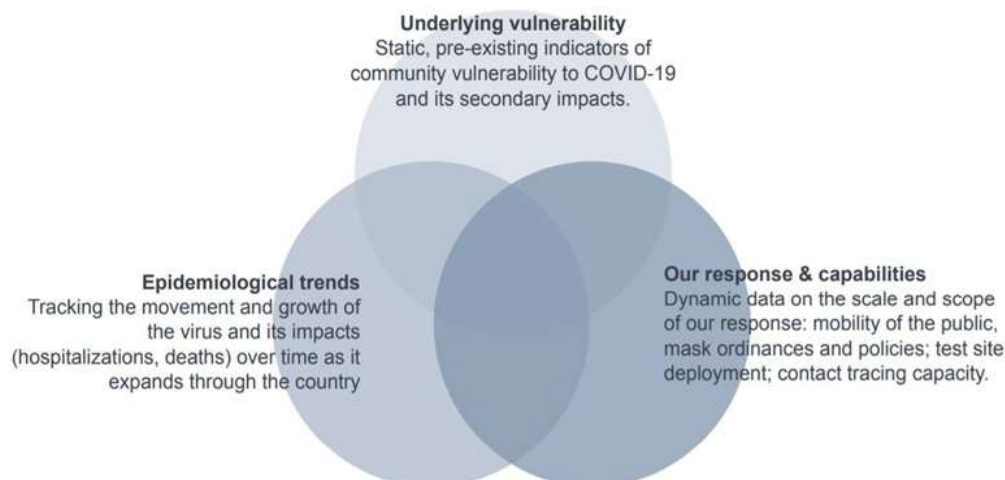 Underlying vulnerability
Static, pre-existing indicators of
community vulnerability to COVID-19
and its secondary impacts.
Epidemiological trends
Tracking the movement and growth of
the virus and its impacts
(hospitalizations, deaths) over time as it
expands through the country
Our response & capabilities
Dynamic data on the scale and scope
of our response: mobility of the public,
mask ordinances and policies; test site
deployment; contact tracing capacity.